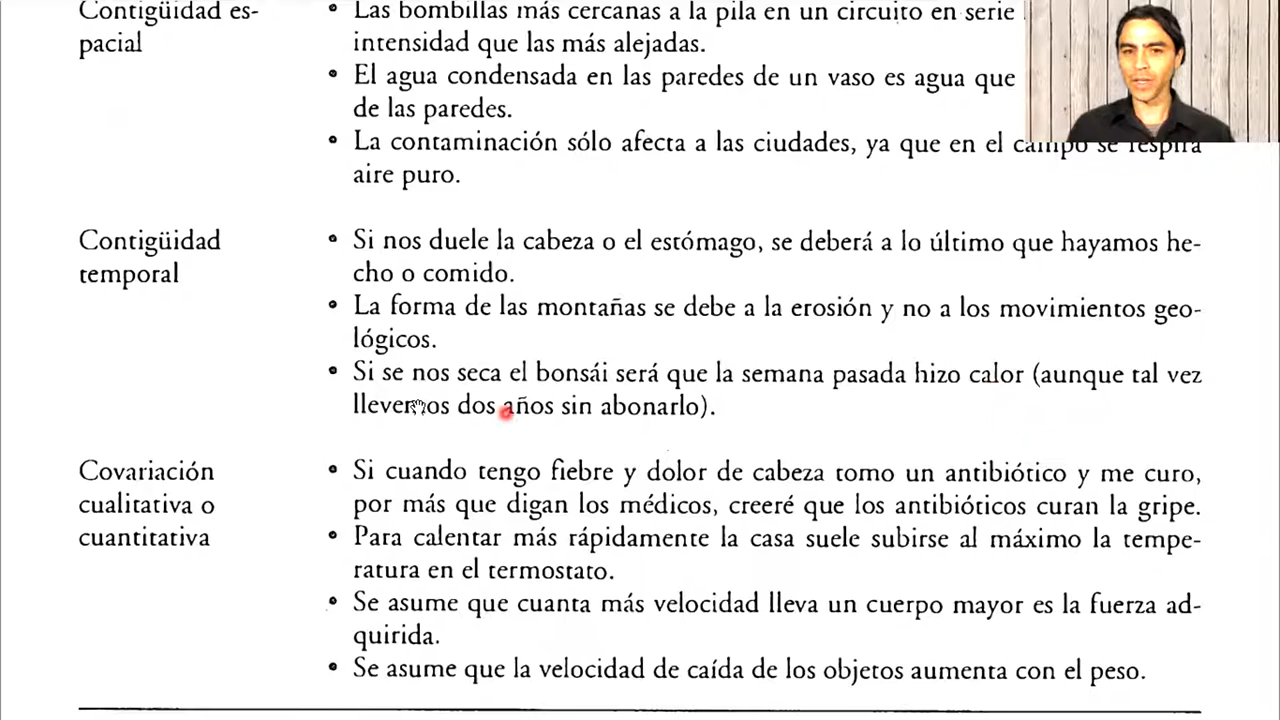 Contigüidad es-
pacial
• Las bombillas más cercanas a la pila en un circuito en serie
intensidad que las más alejadas.
• El agua condensada en las paredes de un vaso es agua que
de las paredes.
• La contaminación sólo afecta a las ciudades, ya que en el campo se respira
aire puro.
Contigüidad
temporal
• Si nos duele la cabeza o el estómago, se deberá a lo último que hayamos he-
cho o comido.
• La forma de las montañas se debe a la erosión y no a los movimientos geo-
lógicos.
• Si se nos seca el bonsái será que la semana pasada hizo calor (aunque tal vez
llevemos dos años sin abonarlo).
Covariación
cualitativa o
cuantitativa
• Si cuando tengo fiebre y dolor de cabeza tomo un antibiótico y me curo,
por más que digan los médicos, creeré que los antibióticos curan la gripe.
• Para calentar más rápidamente la casa suele subirse al máximo la tempe-
ratura en el termostato.
• Se asume que cuanta más velocidad lleva un cuerpo mayor es la fuerza ad-
quirida.
• Se asume que la velocidad de caída de los objetos aumenta con el peso.